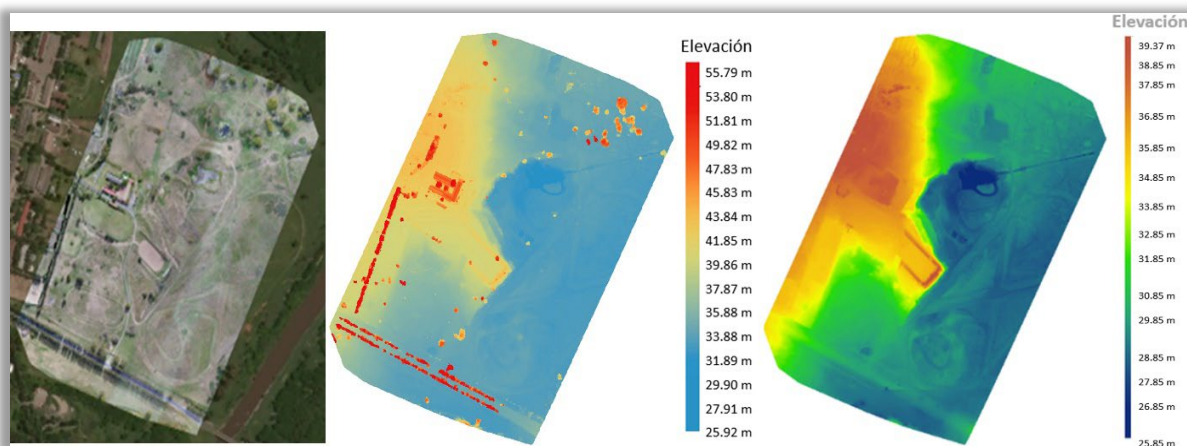 Elevación
55.79 m
53.80 m
51.81 m
49.82 m
47.83 m
45.83 m
43.84 m
41.85 m
39.86 m
37.87 m
35.88 m
33.88 m
31.89 m
29.90 m
27.91 m
25.92 m
Elevación
39.37 m
38.85 m
37.85 m
36.85 m
35.85 m
34.85 m
33.85 m
32.85 m
31.85 m
30.85 m
29.85 m
28.85 m
27.85 m
26.85 m
25.85 m